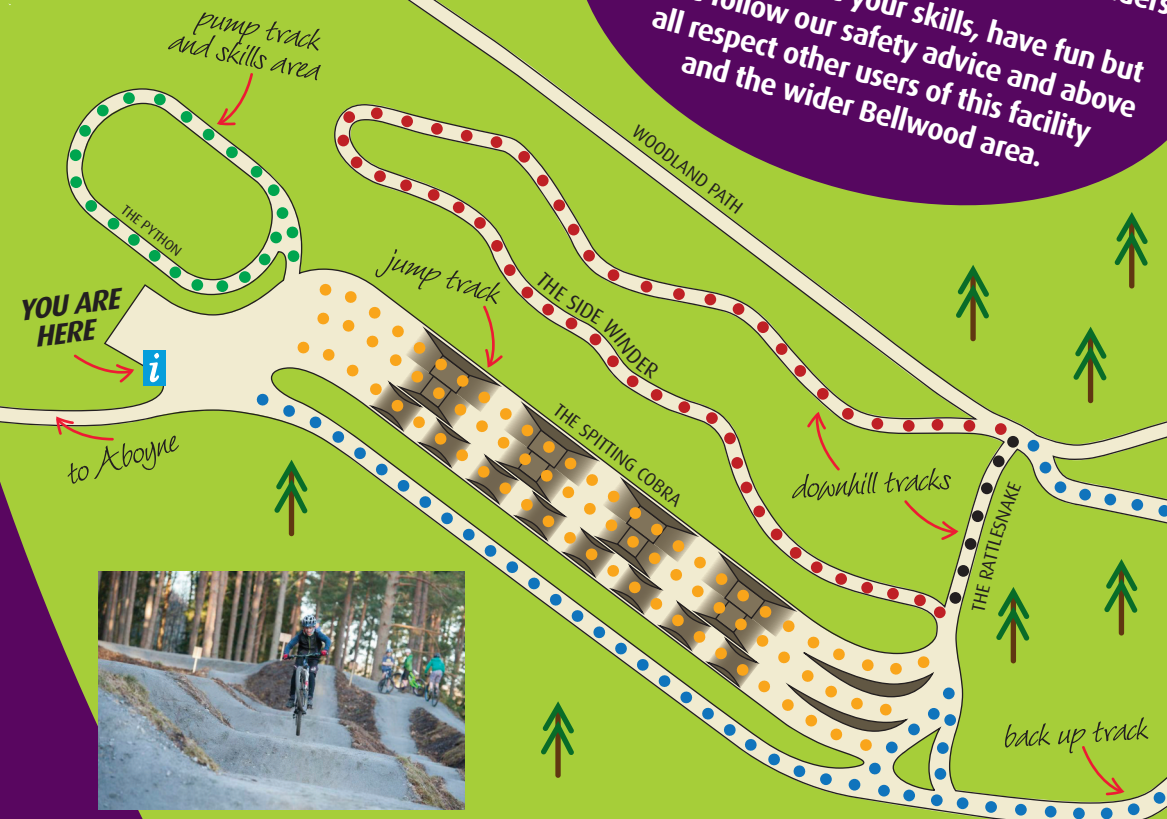 your skills, have fun but
follow our safety advice and above
all respect other users of this facility
and the wider Bellwood area.
pump track
and skills area
WOODLAND PATH
THE PYTHON
jump track
YOU ARE
HERE
i
THE SIDE WINDER
to Aboyne
THE SPITTING COBRA
downhill tracks
THE RATTLESNAKE
back up track